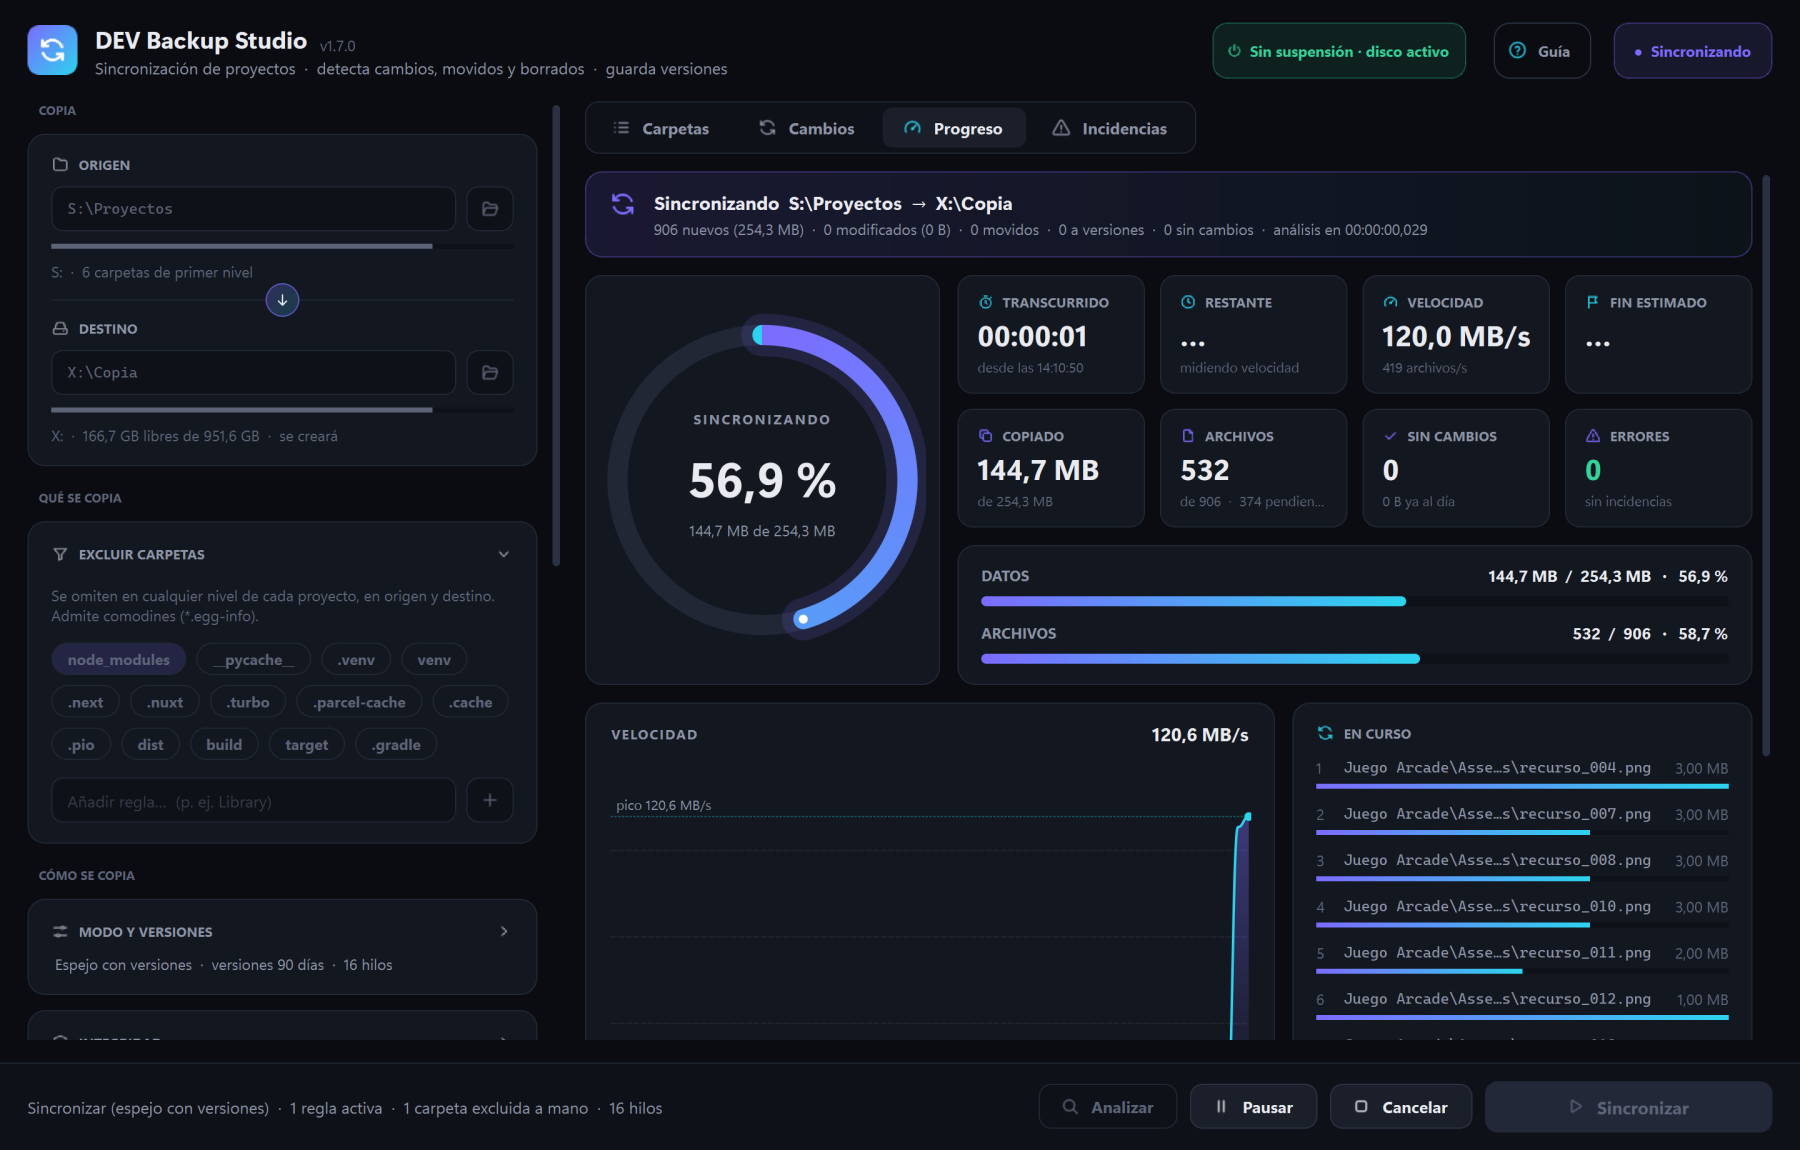 DEV Backup Studio v1.7.0
Sincronización de proyectos · detecta cambios, movidos y borrados · guarda versiones
Sin suspensión · disco activo
Guía
Sincronizando
COPIA
ORIGEN
S:\Proyectos
S: · 6 carpetas de primer nivel
DESTINO
X:\Copia
X: · 166,7 GB libres de 951,6 GB · se creará
QUÉ SE COPIA
EXCLUIR CARPETAS
Se omiten en cualquier nivel de cada proyecto, en origen y destino.
Admite comodines (*.egg-info).
node_modules __pycache__ .venv venv
.next .nuxt .turbo .parcel-cache .cache
.pio dist build target .gradle
Añadir regla... (p. ej. Library)
CÓMO SE COPIA
MODO Y VERSIONES
Espejo con versiones · versiones 90 días · 16 hilos
Carpetas Cambios Progreso Incidencias
Sincronizando S:\Proyectos → X:\Copia
906 nuevos (254,3 MB) · 0 modificados (0 B) · 0 movidos · 0 a versiones · 0 sin cambios · análisis en 00:00:00,029
SINCRONIZANDO
56,9 %
144,7 MB de 254,3 MB
TRANSCURRIDO
00:00:01
desde las 14:10:50
RESTANTE
...
midiendo velocidad
VELOCIDAD
120,0 MB/s
419 archivos/s
FIN ESTIMADO
...
COPIADO
144,7 MB
de 254,3 MB
ARCHIVOS
532
de 906 · 374 pendien...
SIN CAMBIOS
0
0 B ya al día
ERRORES
0
sin incidencias
DATOS 144,7 MB / 254,3 MB · 56,9 %
ARCHIVOS 532 / 906 · 58,7 %
VELOCIDAD 120,6 MB/s
pico 120,6 MB/s
EN CURSO
1 Juego Arcade\Asse…s\recurso_004.png 3,00 MB
2 Juego Arcade\Asse…s\recurso_007.png 3,00 MB
3 Juego Arcade\Asse…s\recurso_008.png 3,00 MB
4 Juego Arcade\Asse…s\recurso_010.png 3,00 MB
5 Juego Arcade\Asse…s\recurso_011.png 2,00 MB
6 Juego Arcade\Asse…s\recurso_012.png 1,00 MB
Sincronizar (espejo con versiones) · 1 regla activa · 1 carpeta excluida a mano · 16 hilos
Analizar
Pausar
Cancelar
Sincronizar